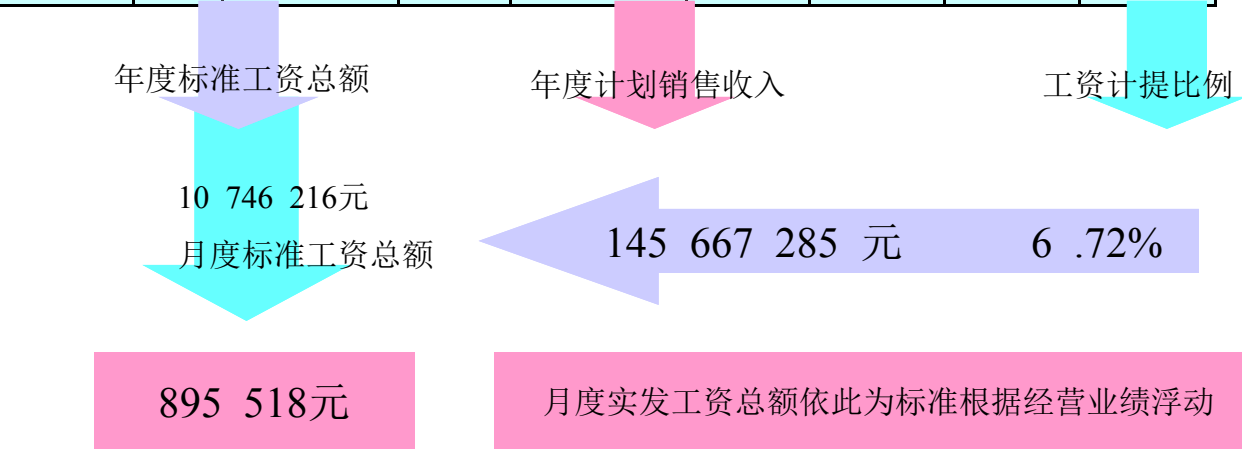 年度标准工资总额
年度计划销售收入
工资计提比例
10 746 216元
月度标准工资总额
145 667 285 元 6 .72%
895 518元
月度实发工资总额依此为标准根据经营业绩浮动